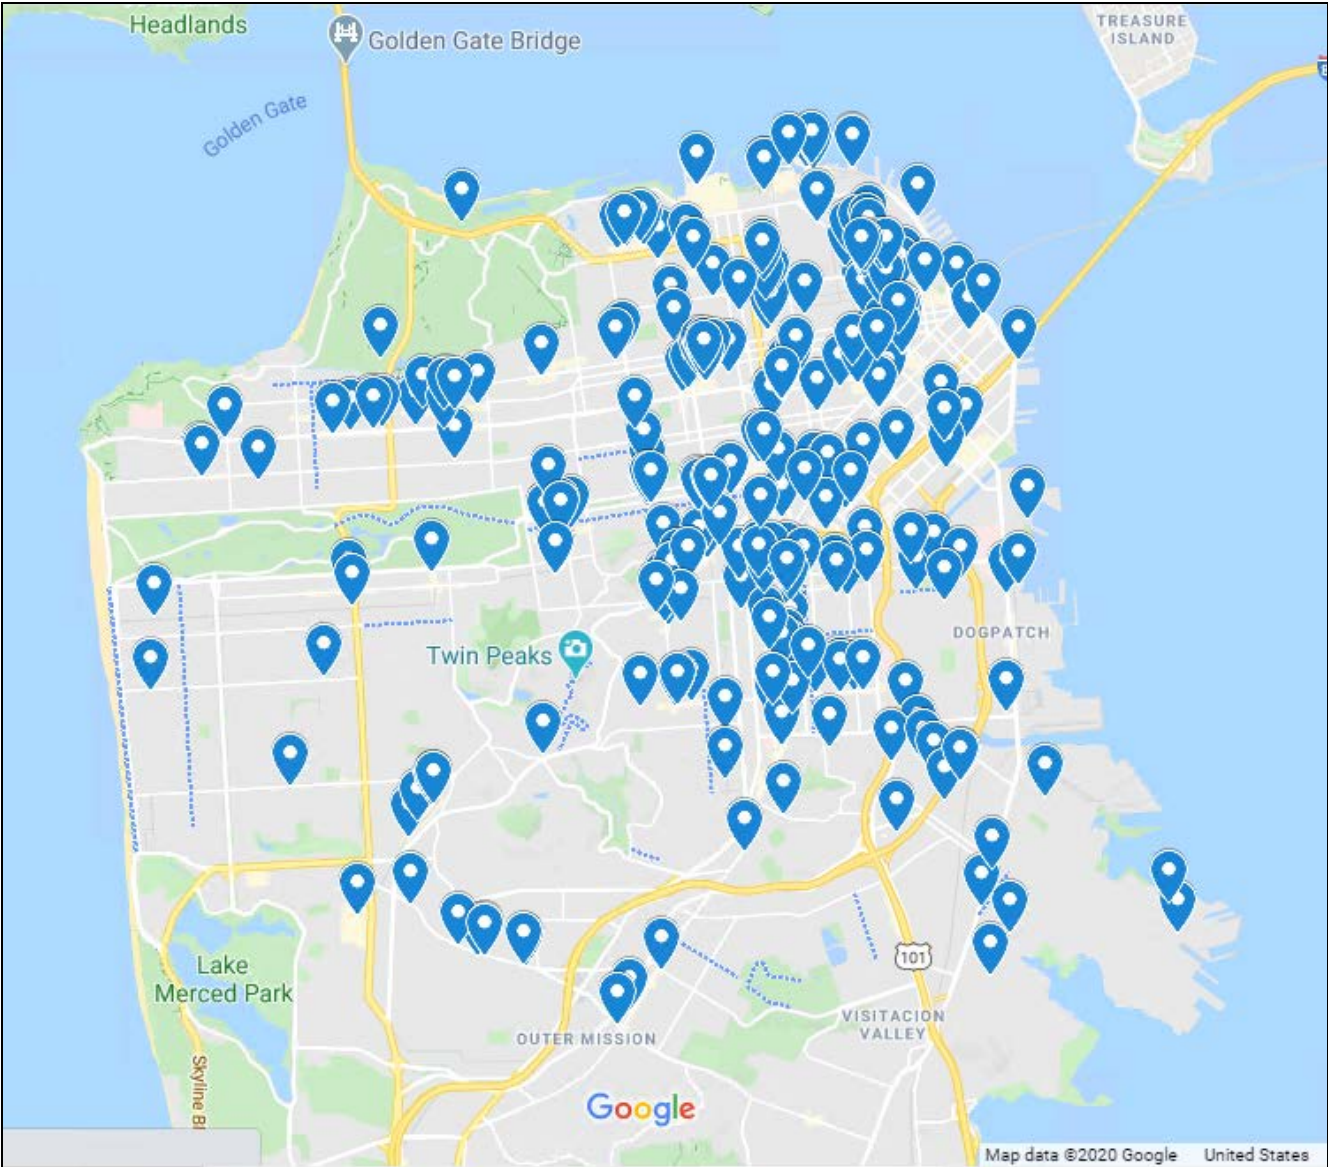 Headlands
Golden Gate Bridge
TREASURE
ISLAND
Golden Gate
Twin Peaks
DOGPATCH
101
Lake
Merced Park
OUTER MISSION
VISITACION
VALLEY
Skyline Bl
Google
Map data ©2020 Google United States